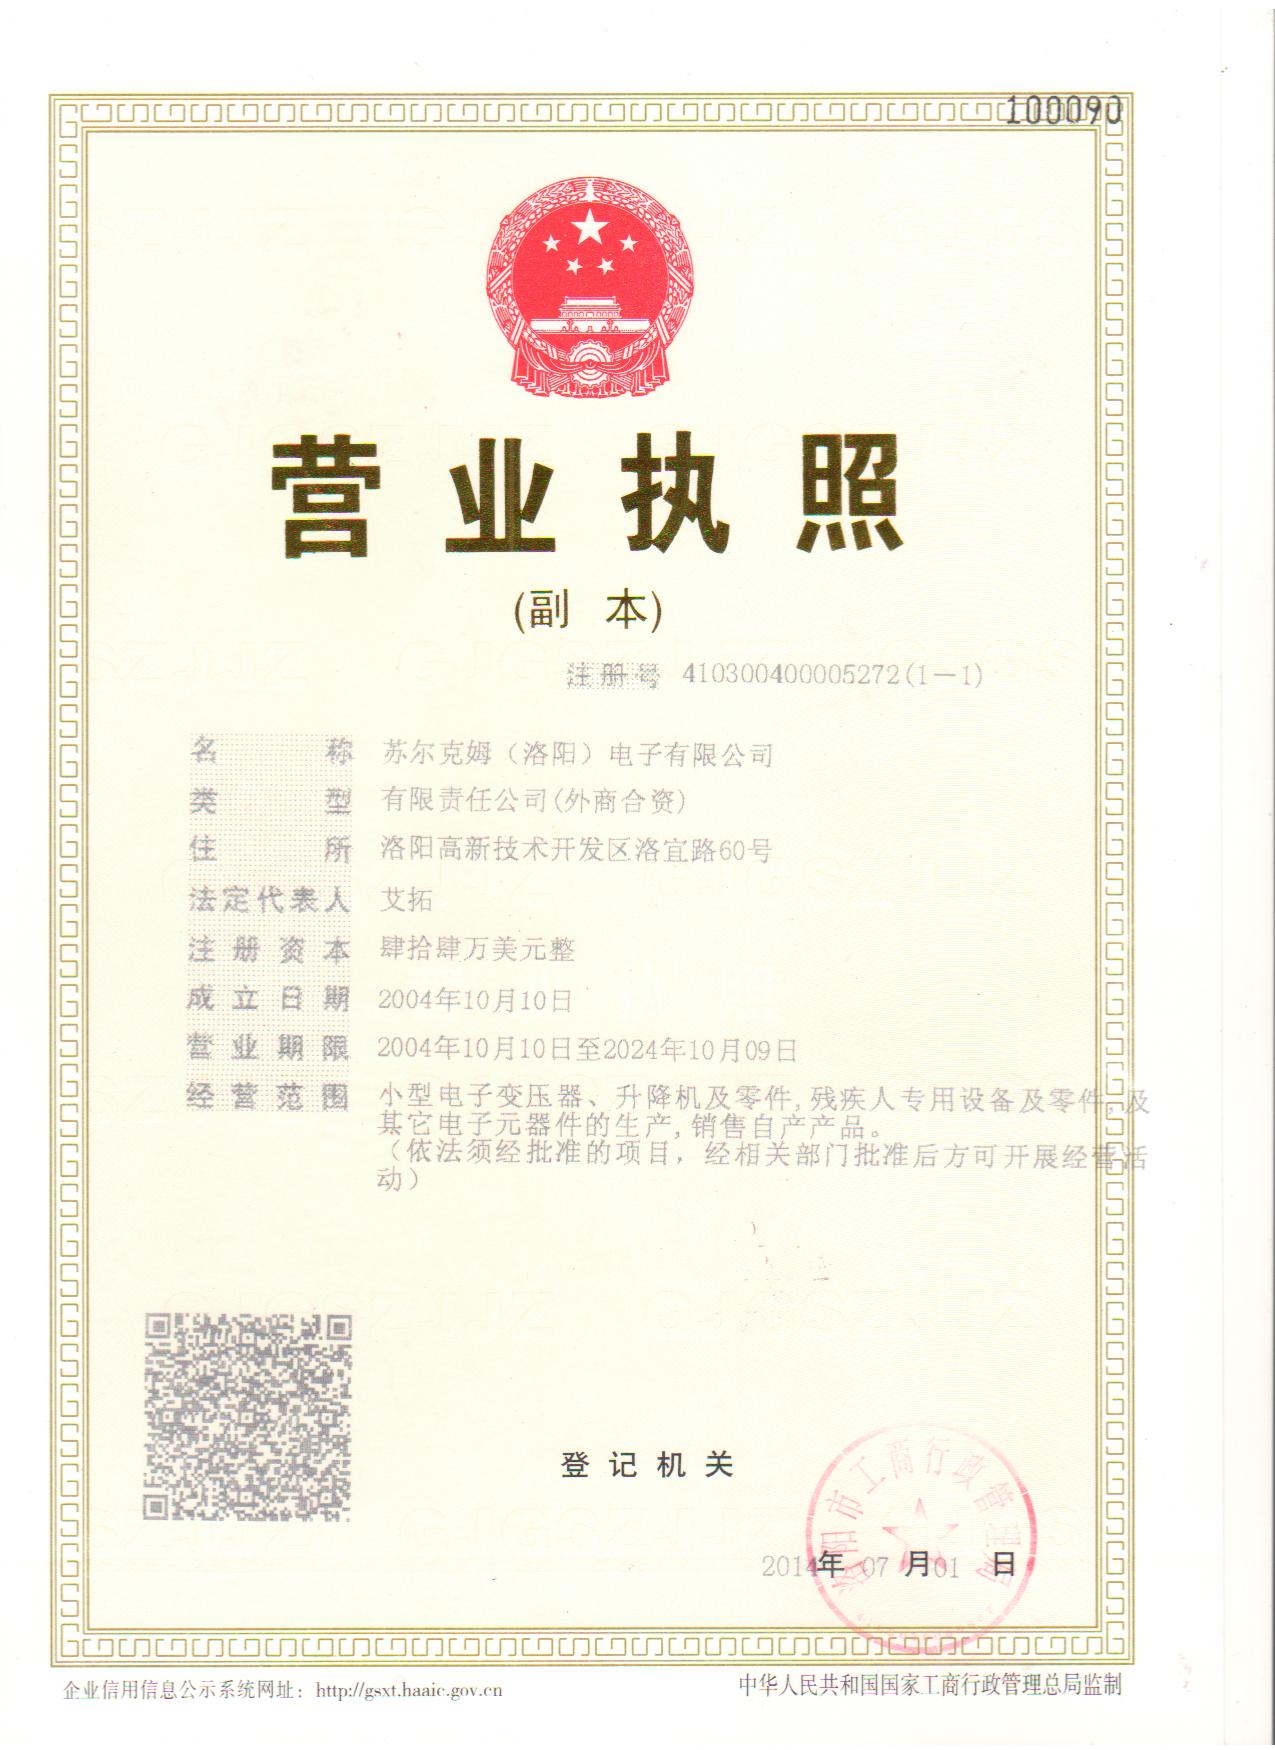 100090
营业执照
(副 本)
注册号 410300400005272(1-1)
名 称 苏尔克姆（洛阳）电子有限公司
类 型 有限责任公司(外商合资)
住 所 洛阳高新技术开发区洛宜路60号
法定代表人 艾拓
注册资本 肆拾肆万美元整
成立日期 2004年10月10日
营业期限 2004年10月10日至2024年10月09日
经营范围 小型电子变压器、升降机及零件,残疾人专用设备及零件,及
其它电子元器件的生产,销售自产产品。
（依法须经批准的项目，经相关部门批准后方可开展经营活
动）
登记机关
洛阳市工商行政管理局
2014年 07 月 01 日
企业信用信息公示系统网址：http://gsxt.haaic.gov.cn
中华人民共和国国家工商行政管理总局监制